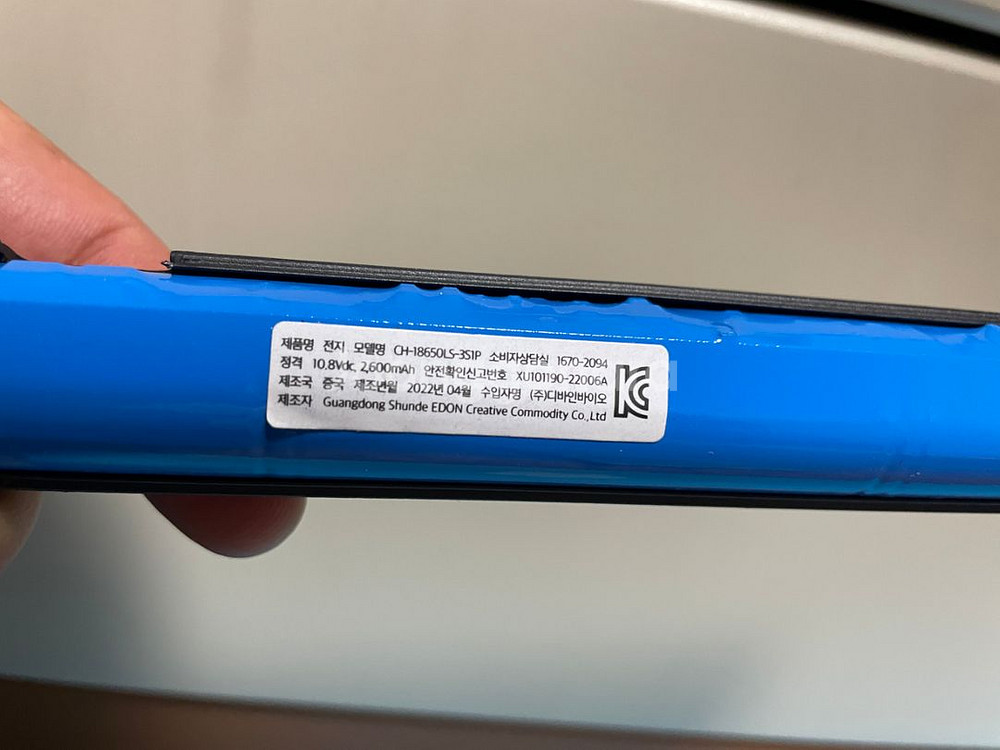 제품명 전지 모델명 CH-18650LS-3S1P 소비자상담실 1670-2094
정격 10.8Vdc, 2,600mAh 안전확인신고번호 XU101190-22006A
제조국 중국 제조년월 2022년 04월 수입자명 (주)디바인바이오
제조자 Guangdong Shunde EDON Creative Commodity Co.,Ltd